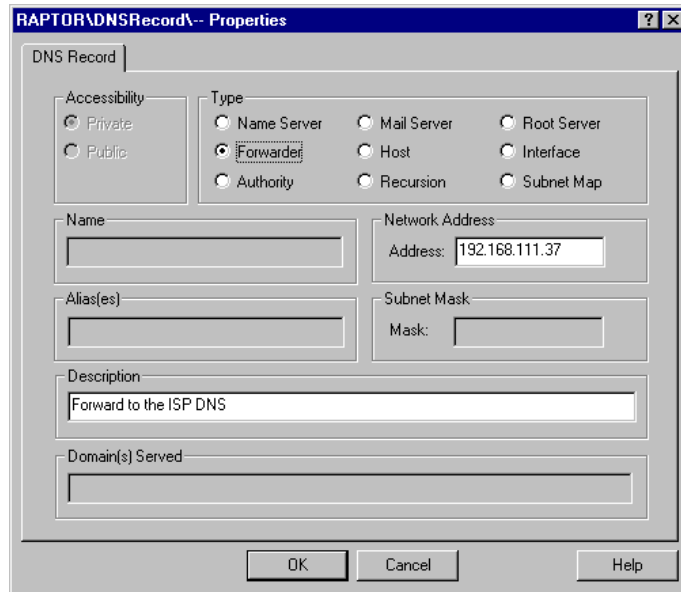 RAPTOR\DNSRecord\-- Properties ? x
DNS Record
Accessibility Type
Private Name Server Mail Server Root Server
Public Forwarder Host Interface
Authority Recursion Subnet Map
Name Network Address
Address: 192.168.111.37
Alias(es) Subnet Mask
Mask:
Description
Forward to the ISP DNS
Domain(s) Served
OK Cancel Help